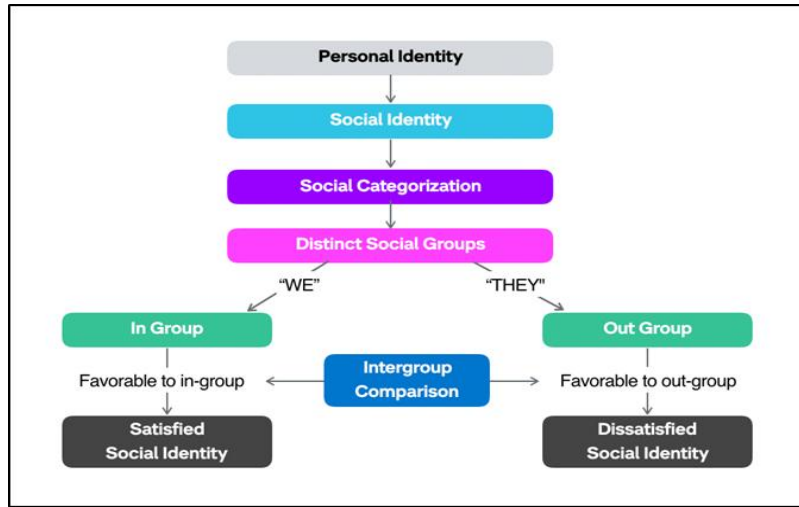 Personal Identity
Social Identity
Social Categorization
Distinct Social Groups
“WE”
“THEY”
In Group
Out Group
Favorable to in-group
Intergroup
Comparison
Favorable to out-group
Satisfied
Social Identity
Dissatisfied
Social Identity